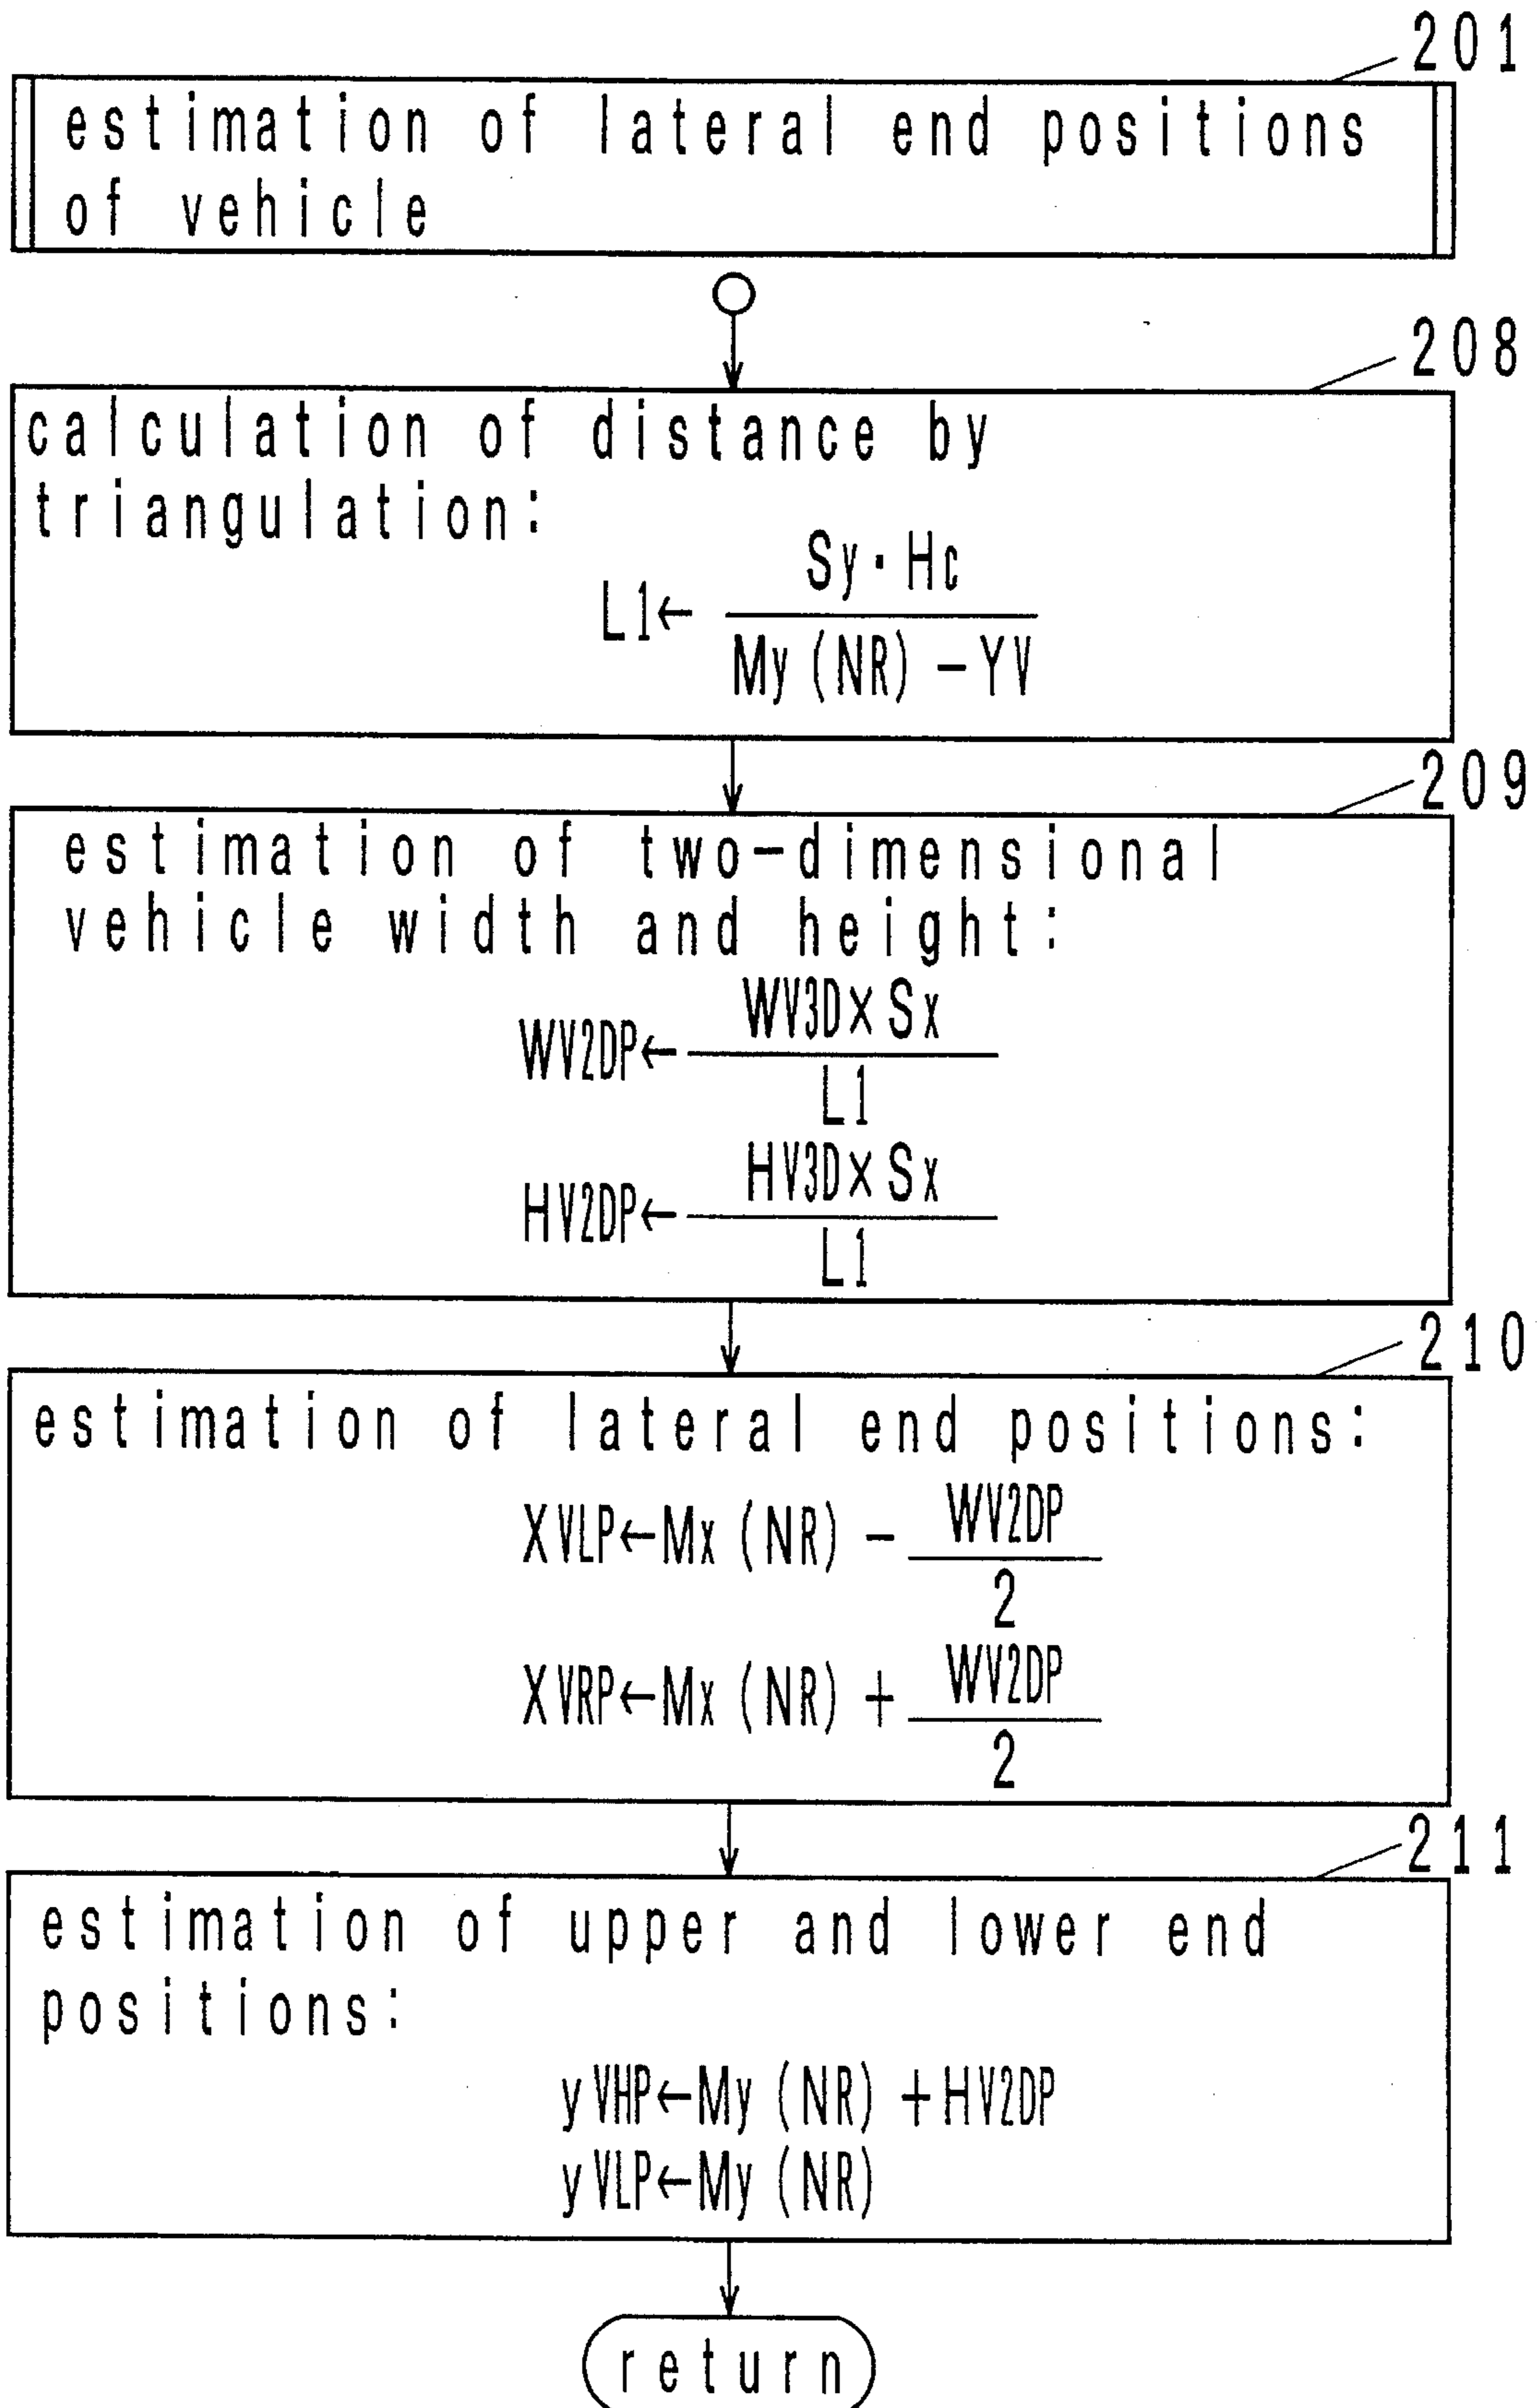 201
estimation of lateral end positions
of vehicle
208
calculation of distance by
triangulation:
Sy·Hc
L1←
My (NR) −YV
209
estimation of two-dimensional
vehicle width and height:
WV3D×Sx
WV2DP←
L1
HV3D×Sx
HV2DP←
L1
210
estimation of lateral end positions:
XVLP←Mx (NR) − WV2DP
2
XVRP←Mx (NR) + WV2DP
2
211
estimation of upper and lower end
positions:
yVHP←My (NR) +HV2DP
yVLP←My (NR)
return